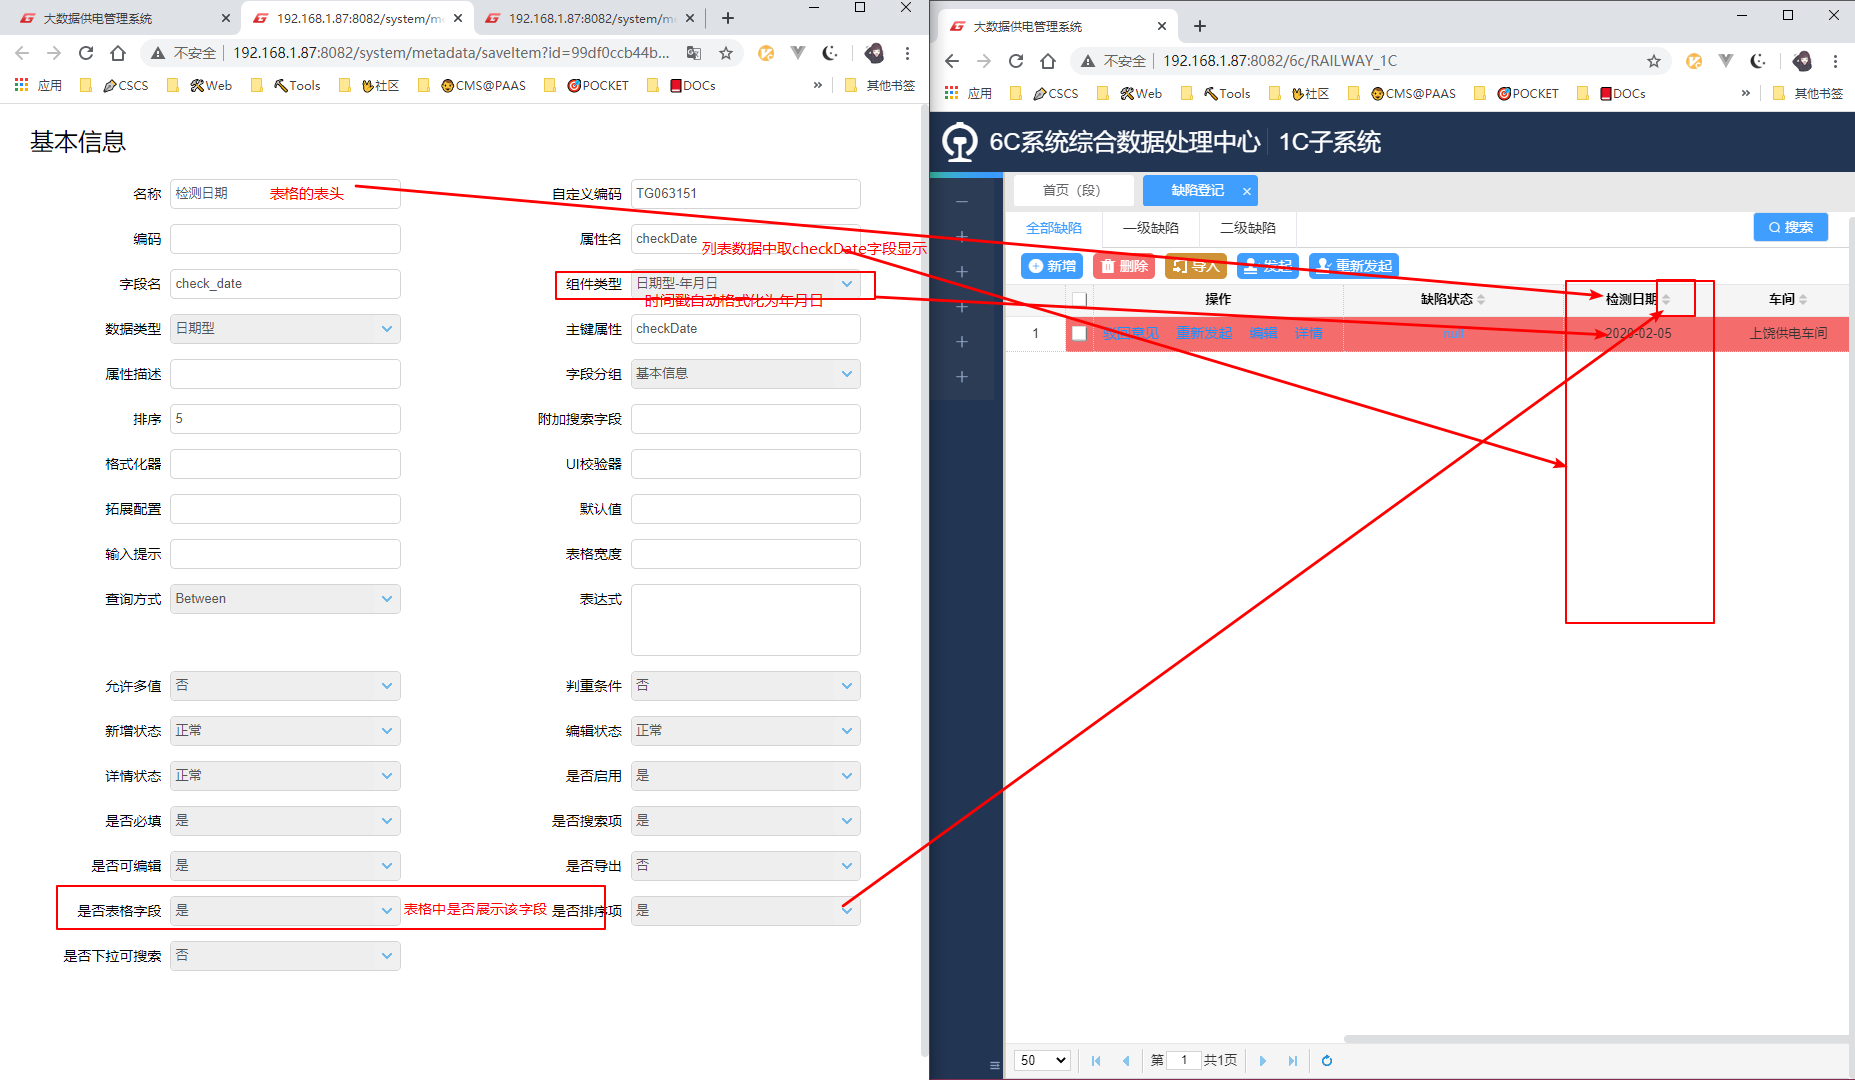 大数据供电管理系统
192.168.1.87:8082/system/me
192.168.1.87:8082/system/me
不安全
192.168.1.87:8082/system/metadata/saveItem?id=99df0ccb44b...
应用
CSCS
Web
Tools
社区
CMS@PAAS
POCKET
DOCs
»
其他书签
基本信息
名称
检测日期
表格的表头
自定义编码
TG063151
编码
属性名
checkDate
列表数据中取checkDate字段显示
字段名
check_date
组件类型
日期型-年月日
时间戳自动格式化为年月日
数据类型
日期型
主键属性
checkDate
属性描述
字段分组
基本信息
排序
5
附加搜索字段
格式化器
UI校验器
拓展配置
默认值
输入提示
表格宽度
查询方式
Between
表达式
允许多值
否
判重条件
否
新增状态
正常
编辑状态
正常
详情状态
正常
是否启用
是
是否必填
是
是否搜索项
是
是否可编辑
是
是否导出
否
是否表格字段
是
表格中是否展示该字段
是否排序项
是
是否下拉可搜索
否
大数据供电管理系统
不安全
192.168.1.87:8082/6c/RAILWAY_1C
应用
CSCS
Web
Tools
社区
CMS@PAAS
POCKET
DOCs
»
其他书签
6C系统综合数据处理中心
1C子系统
首页（段）
缺陷登记
全部缺陷
一级缺陷
二级缺陷
搜索
新增
删除
导入
发起
重新发起
操作
缺陷状态
检测日期
车间
1
驳回意见
重新发起
编辑
详情
null
2020-02-05
上饶供电车间
50
第
1
共1页